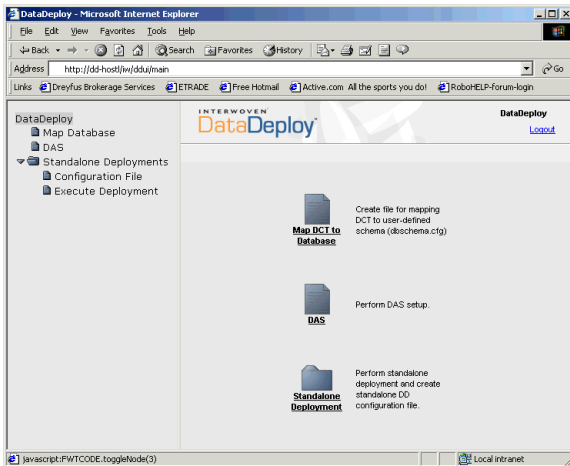 DataDeploy - Microsoft Internet Explorer
File Edit View Favorites Tools Help
Back Search Favorites History
Address http://dd-hostl/iw/ddui/main Go
Links Dreyfus Brokerage Services ETRADE Free Hotmail Active.com All the sports you do! RoboHELP-forum-login
DataDeploy
Map Database
DAS
Standalone Deployments
Configuration File
Execute Deployment
INTERWOVEN
DataDeploy
DataDeploy
Logout
Map DCT to
Database
Create file for mapping
DCT to user-defined
schema (dbschema.cfg)
DAS
Perform DAS setup.
Standalone
Deployment
Perform standalone
deployment and create
standalone DD
configuration file.
javascript:FWTCODE.toggleNode(3)
Local intranet